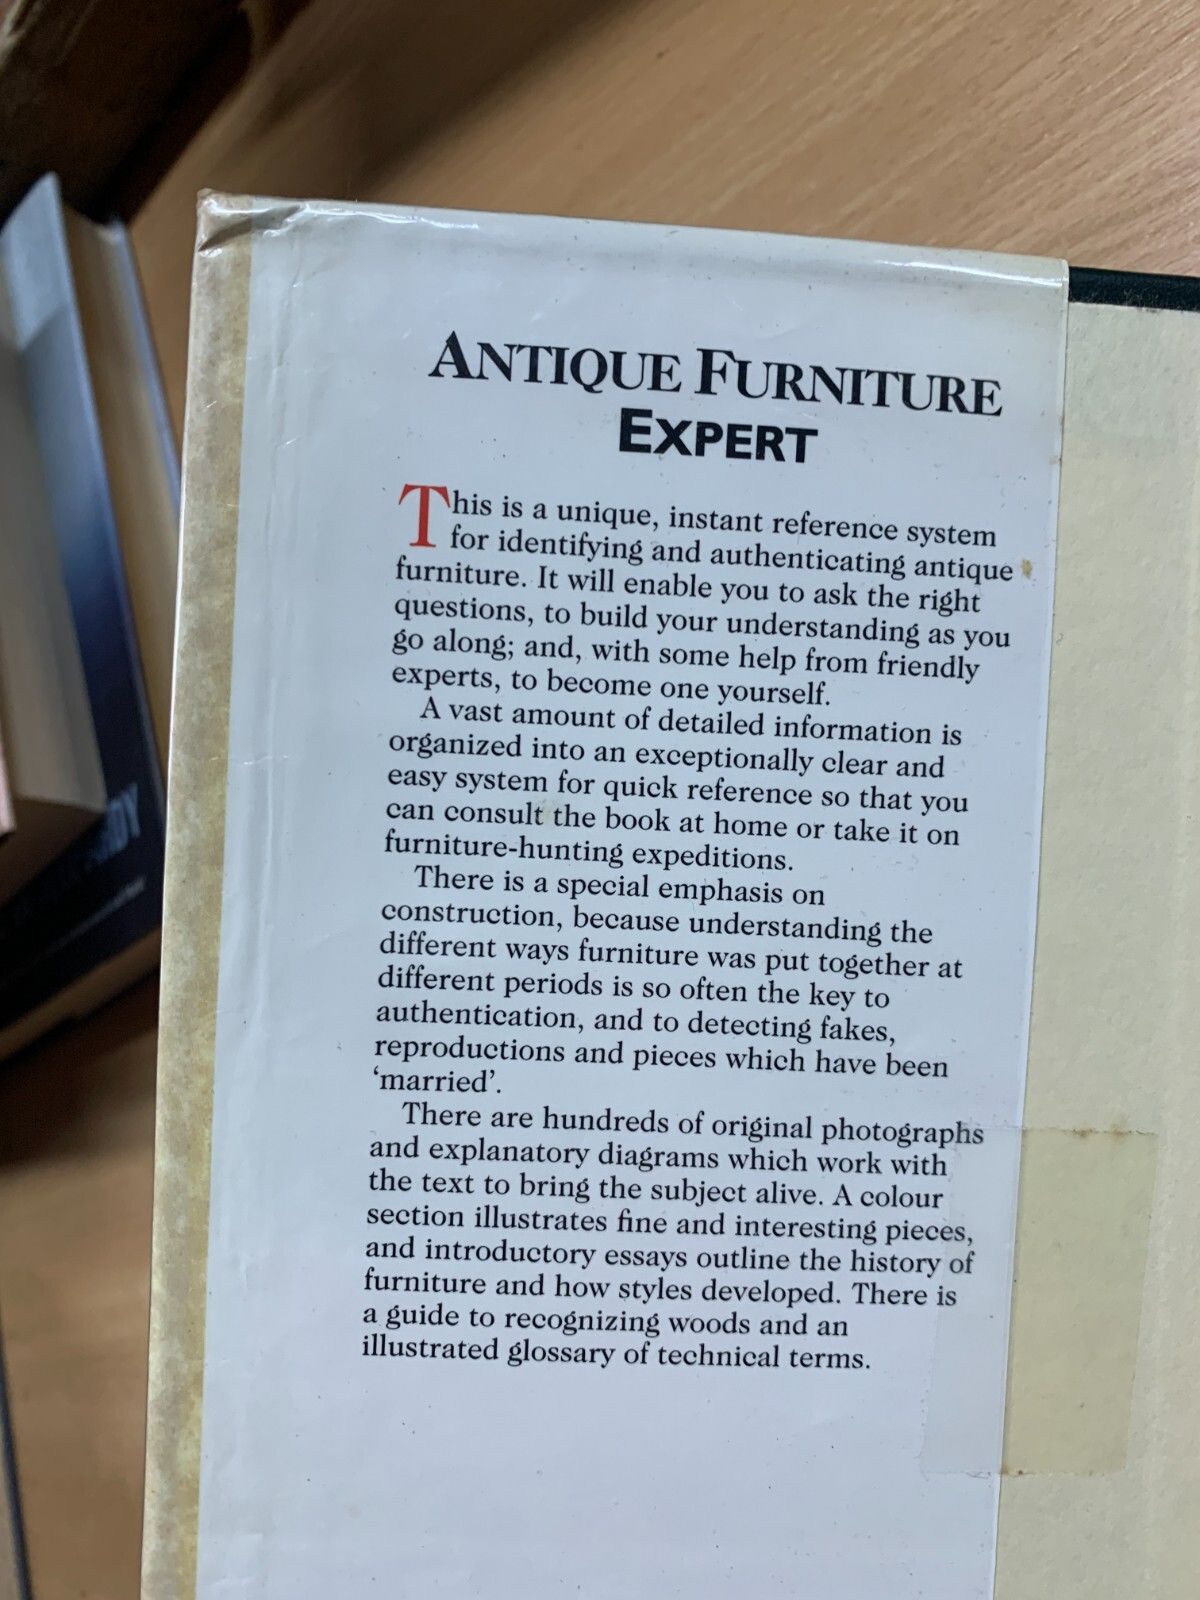 ANTIQUE FURNITURE
EXPERT
This is a unique, instant reference system
for identifying and authenticating antique
furniture. It will enable you to ask the right
questions, to build your understanding as you
go along; and, with some help from friendly
experts, to become one yourself.
A vast amount of detailed information is
organized into an exceptionally clear and
easy system for quick reference so that you
can consult the book at home or take it on
furniture-hunting expeditions.
There is a special emphasis on
construction, because understanding the
different ways furniture was put together at
different periods is so often the key to
authentication, and to detecting fakes,
reproductions and pieces which have been
‘married’.
There are hundreds of original photographs
and explanatory diagrams which work with
the text to bring the subject alive. A colour
section illustrates fine and interesting pieces,
and introductory essays outline the history of
furniture and how styles developed. There is
a guide to recognizing woods and an
illustrated glossary of technical terms.